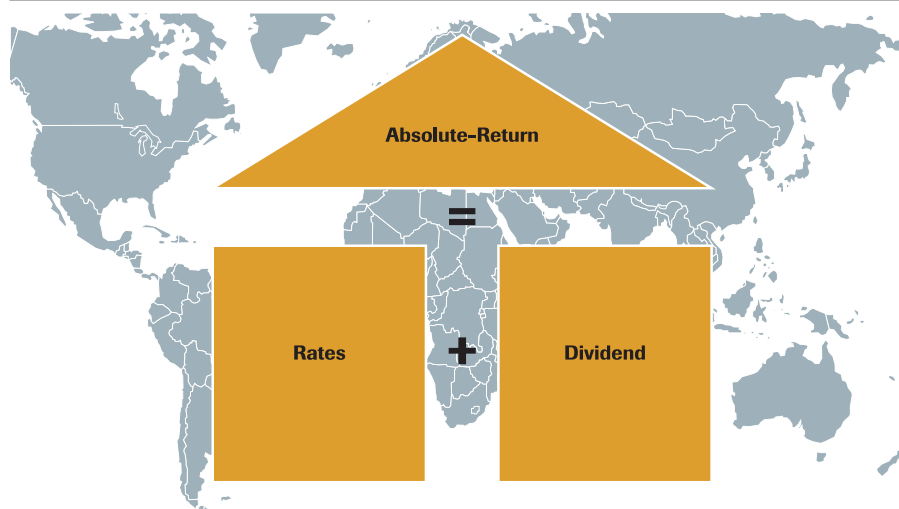 Absolute-Return
=
Rates + Dividend